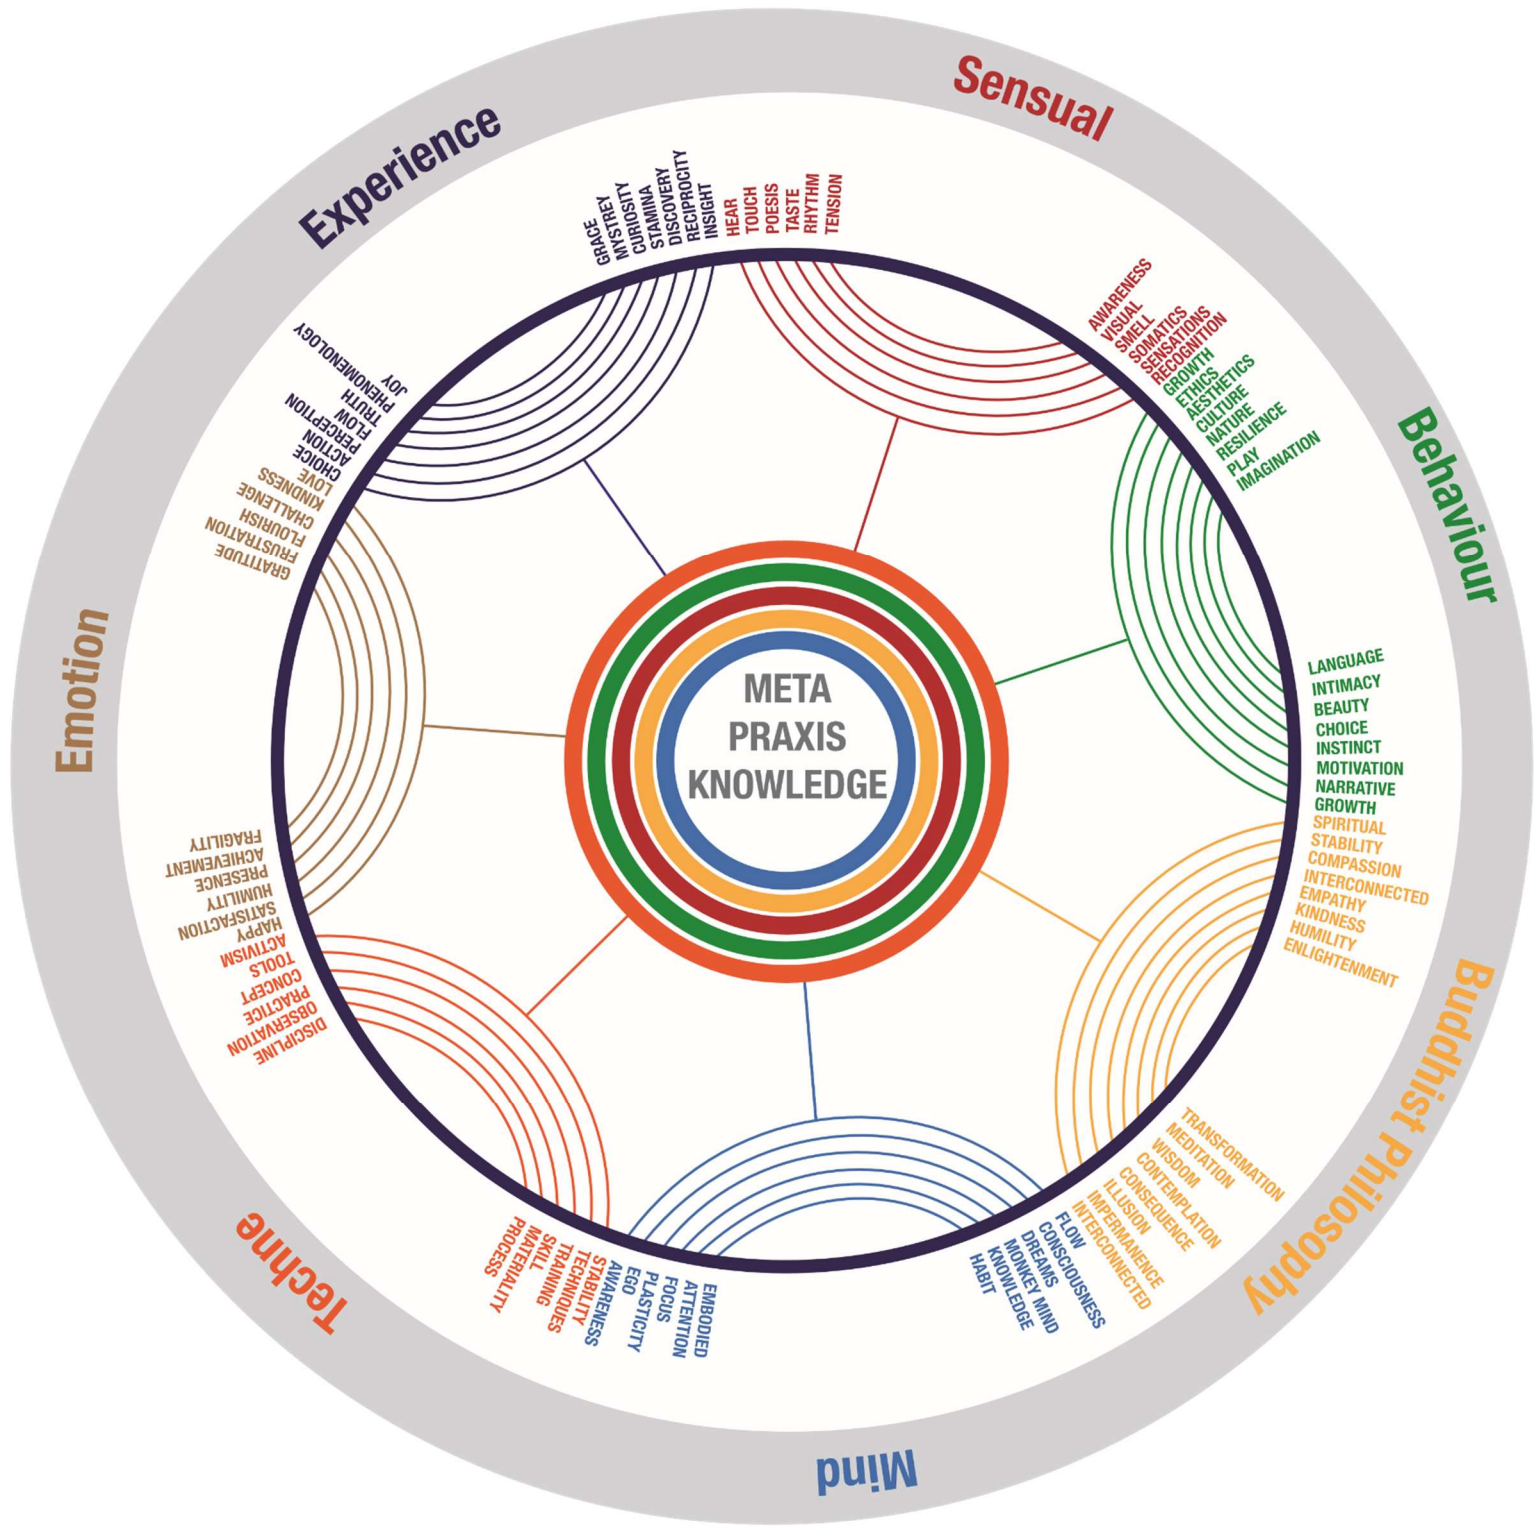 META
PRAXIS
KNOWLEDGE
Sensual
HEAR
TOUCH
POESIS
TASTE
RHYTHM
TENSION
AWARENESS
VISUAL
SMELL
SOMATICS
SENSATIONS
RECOGNITION
Behaviour
GROWTH
ETHICS
AESTHETICS
CULTURE
NATURE
RESILIENCE
PLAY
IMAGINATION
LANGUAGE
INTIMACY
BEAUTY
CHOICE
INSTINCT
MOTIVATION
NARRATIVE
GROWTH
Buddhist Philosophy
SPIRITUAL
STABILITY
COMPASSION
INTERCONNECTED
EMPATHY
KINDNESS
HUMILITY
ENLIGHTENMENT
TRANSFORMATION
MEDITATION
WISDOM
CONTEMPLATION
CONSEQUENCE
ILLUSION
IMPERMANENCE
INTERCONNECTED
Mind
FLOW
CONSCIOUSNESS
DREAMS
MONKEY MIND
KNOWLEDGE
HABIT
EMBODIED
ATTENTION
FOCUS
PLASTICITY
EGO
AWARENESS
Techne
STABILITY
TECHNIQUES
TRAINING
SKILL
MATERIALITY
PROCESS
DISCIPLINE
OBSERVATION
PRACTICE
CONCEPT
TOOLS
ACTIVISM
Emotion
HAPPY
SATISFACTION
HUMILITY
PRESENCE
ACHIEVEMENT
FRAGILITY
GRATITUDE
FRUSTRATION
FLOURISH
CHALLENGE
KINDNESS
LOVE
Experience
CHOICE
ACTION
PERCEPTION
FLOW
TRUTH
PHENOMENOLOGY
JOY
GRACE
MYSTREY
CURIOSITY
STAMINA
DISCOVERY
RECIPROCITY
INSIGHT